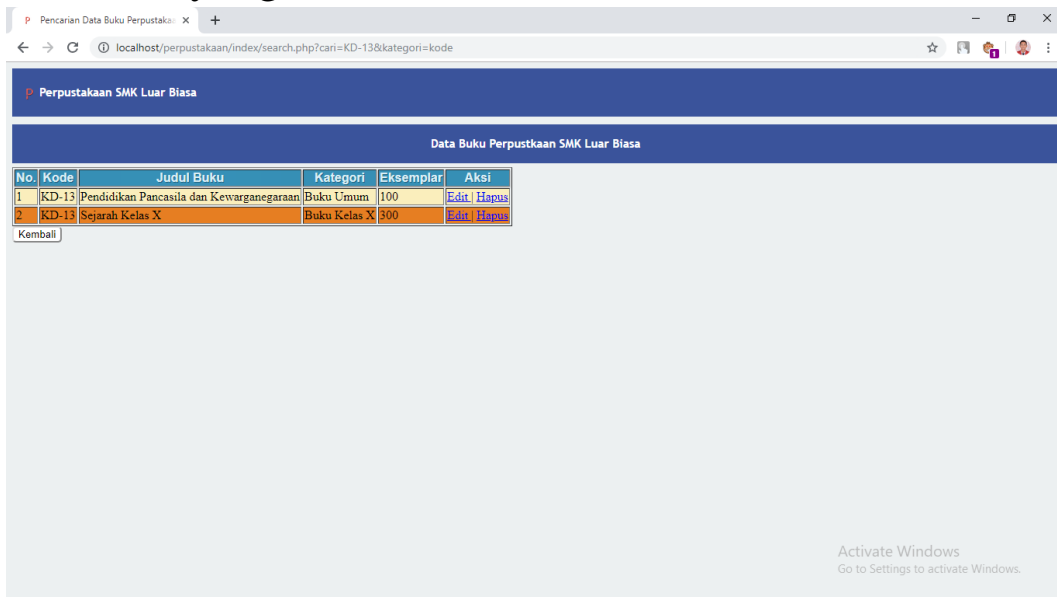 P Pencarian Data Buku Perpustakaa
localhost/perpustakaan/index/search.php?cari=KD-13&kategori=kode
1
P Perpustakaan SMK Luar Biasa
Data Buku Perpustkaan SMK Luar Biasa
No. Kode Judul Buku Kategori Eksemplar Aksi
1 KD-13 Pendidikan Pancasila dan Kewarganegaraan Buku Umum 100 Edit | Hapus
2 KD-13 Sejarah Kelas X Buku Kelas X 300 Edit | Hapus
Kembali
Activate Windows
Go to Settings to activate Windows.